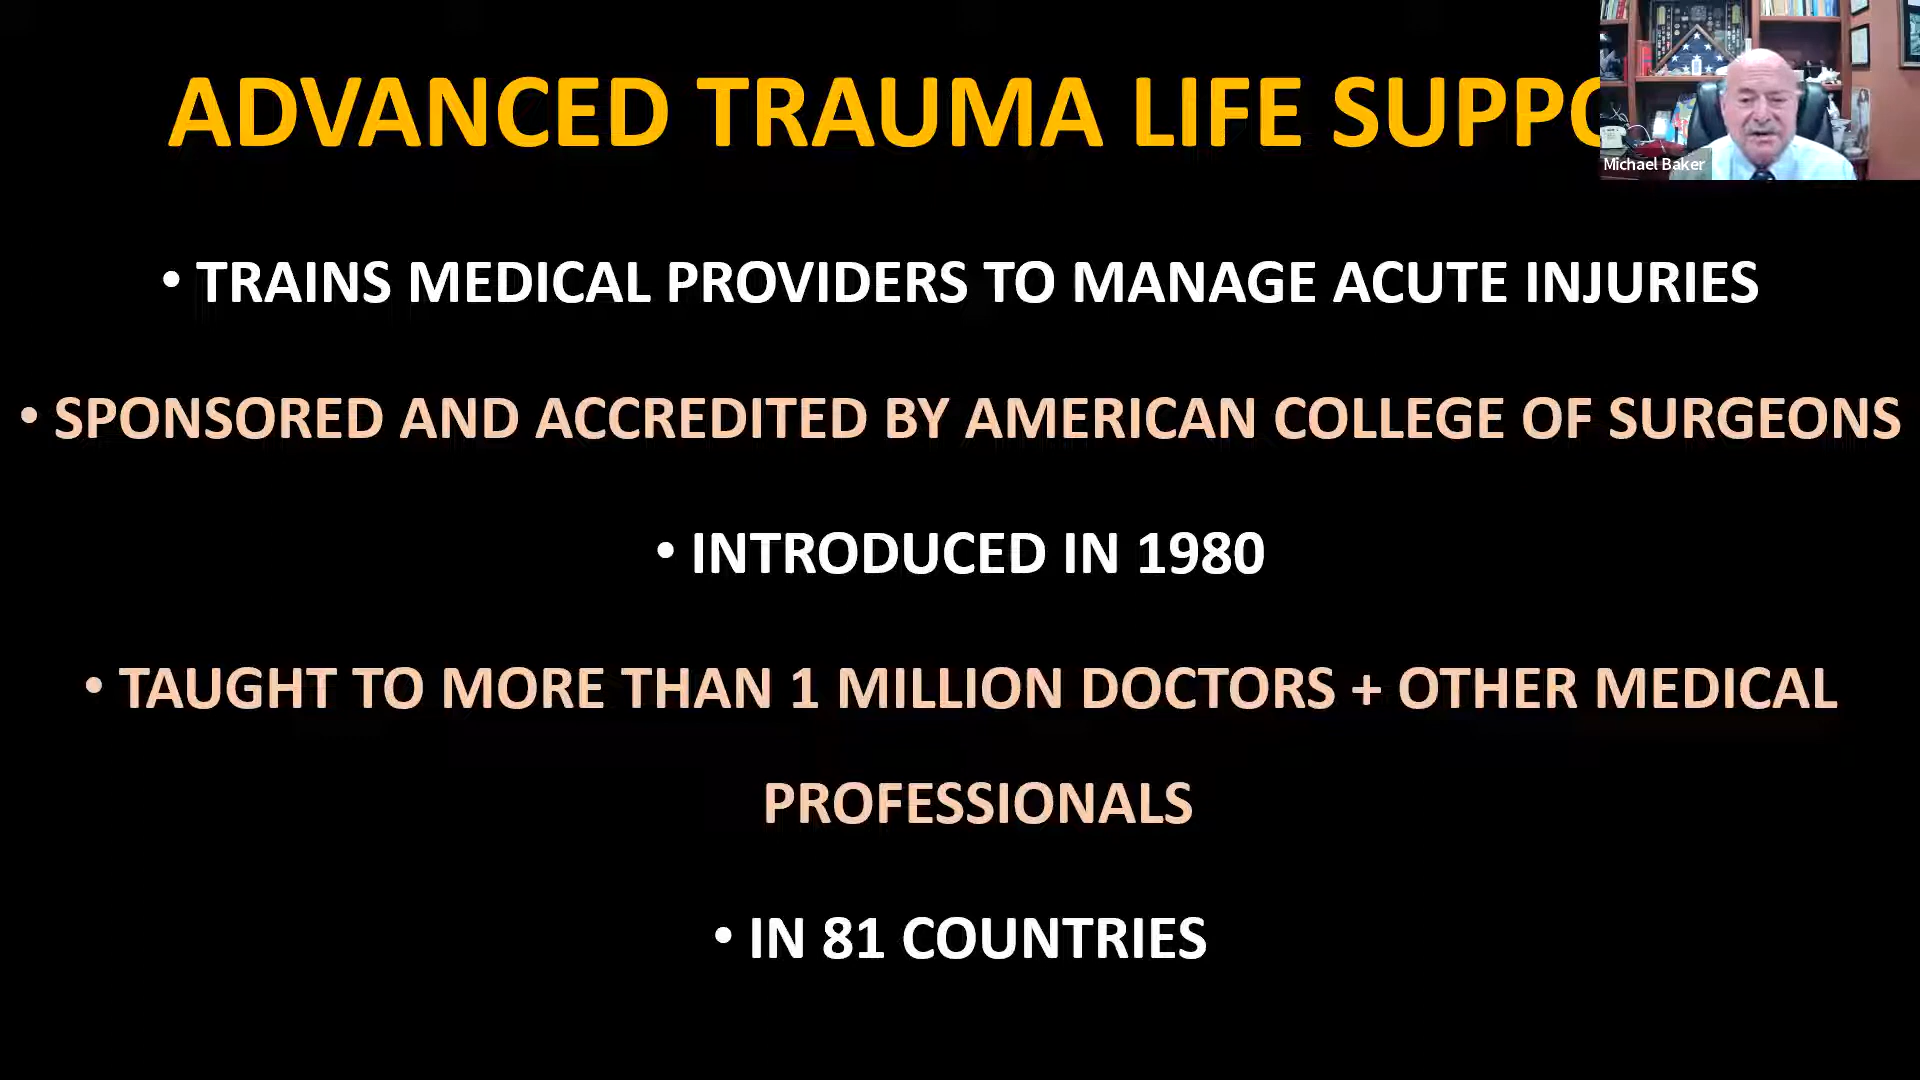 ADVANCED TRAUMA LIFE SUPPO
Michael Baker
• TRAINS MEDICAL PROVIDERS TO MANAGE ACUTE INJURIES
• SPONSORED AND ACCREDITED BY AMERICAN COLLEGE OF SURGEONS
• INTRODUCED IN 1980
• TAUGHT TO MORE THAN 1 MILLION DOCTORS + OTHER MEDICAL
PROFESSIONALS
• IN 81 COUNTRIES